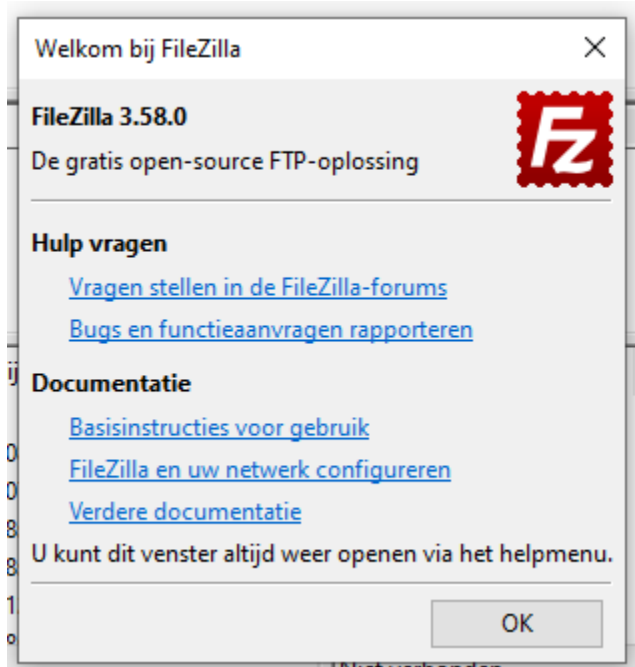 Welkom bij FileZilla
FileZilla 3.58.0
De gratis open-source FTP-oplossing
Fz
Hulp vragen
Vragen stellen in de FileZilla-forums
Bugs en functieaanvragen rapporteren
Documentatie
Basisinstructies voor gebruik
FileZilla en uw netwerk configureren
Verdere documentatie
U kunt dit venster altijd weer openen via het helpmenu.
OK